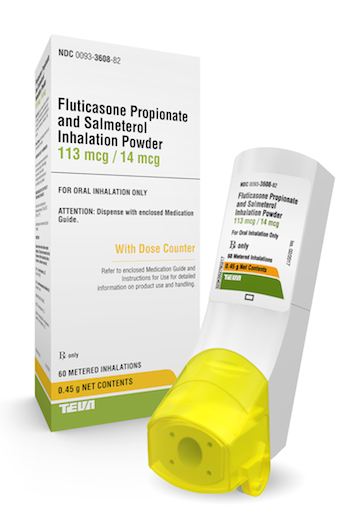 NDC 0093-3608-82
Fluticasone Propionate
and Salmeterol
Inhalation Powder
113 mcg / 14 mcg
FOR ORAL INHALATION ONLY
ATTENTION: Dispense with enclosed Medication
Guide.
With Dose Counter
Refer to enclosed Medication Guide and
Instructions for Use for detailed
information on product use and handling.
℞ only
60 METERED INHALATIONS
0.45 g NET CONTENTS
TEVA
NDC 0093-3608-82
Fluticasone Propionate
and Salmeterol
Inhalation Powder
113 mcg / 14 mcg
For Oral Inhalation Only
℞ only
60 Metered Inhalations
0.45 g Net Contents
TEVA